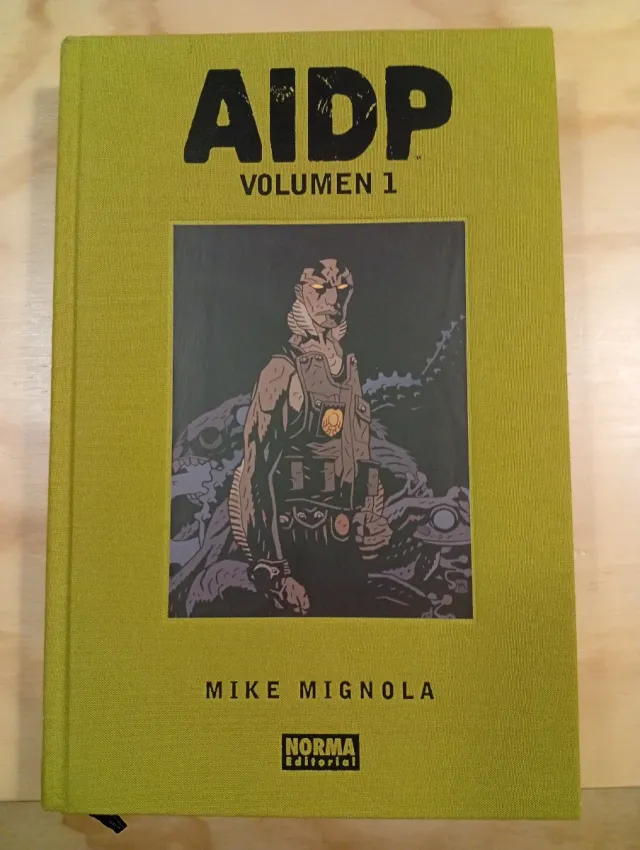 AIDP
VOLUMEN 1
MIKE MIGNOLA
NORMA
Editorial